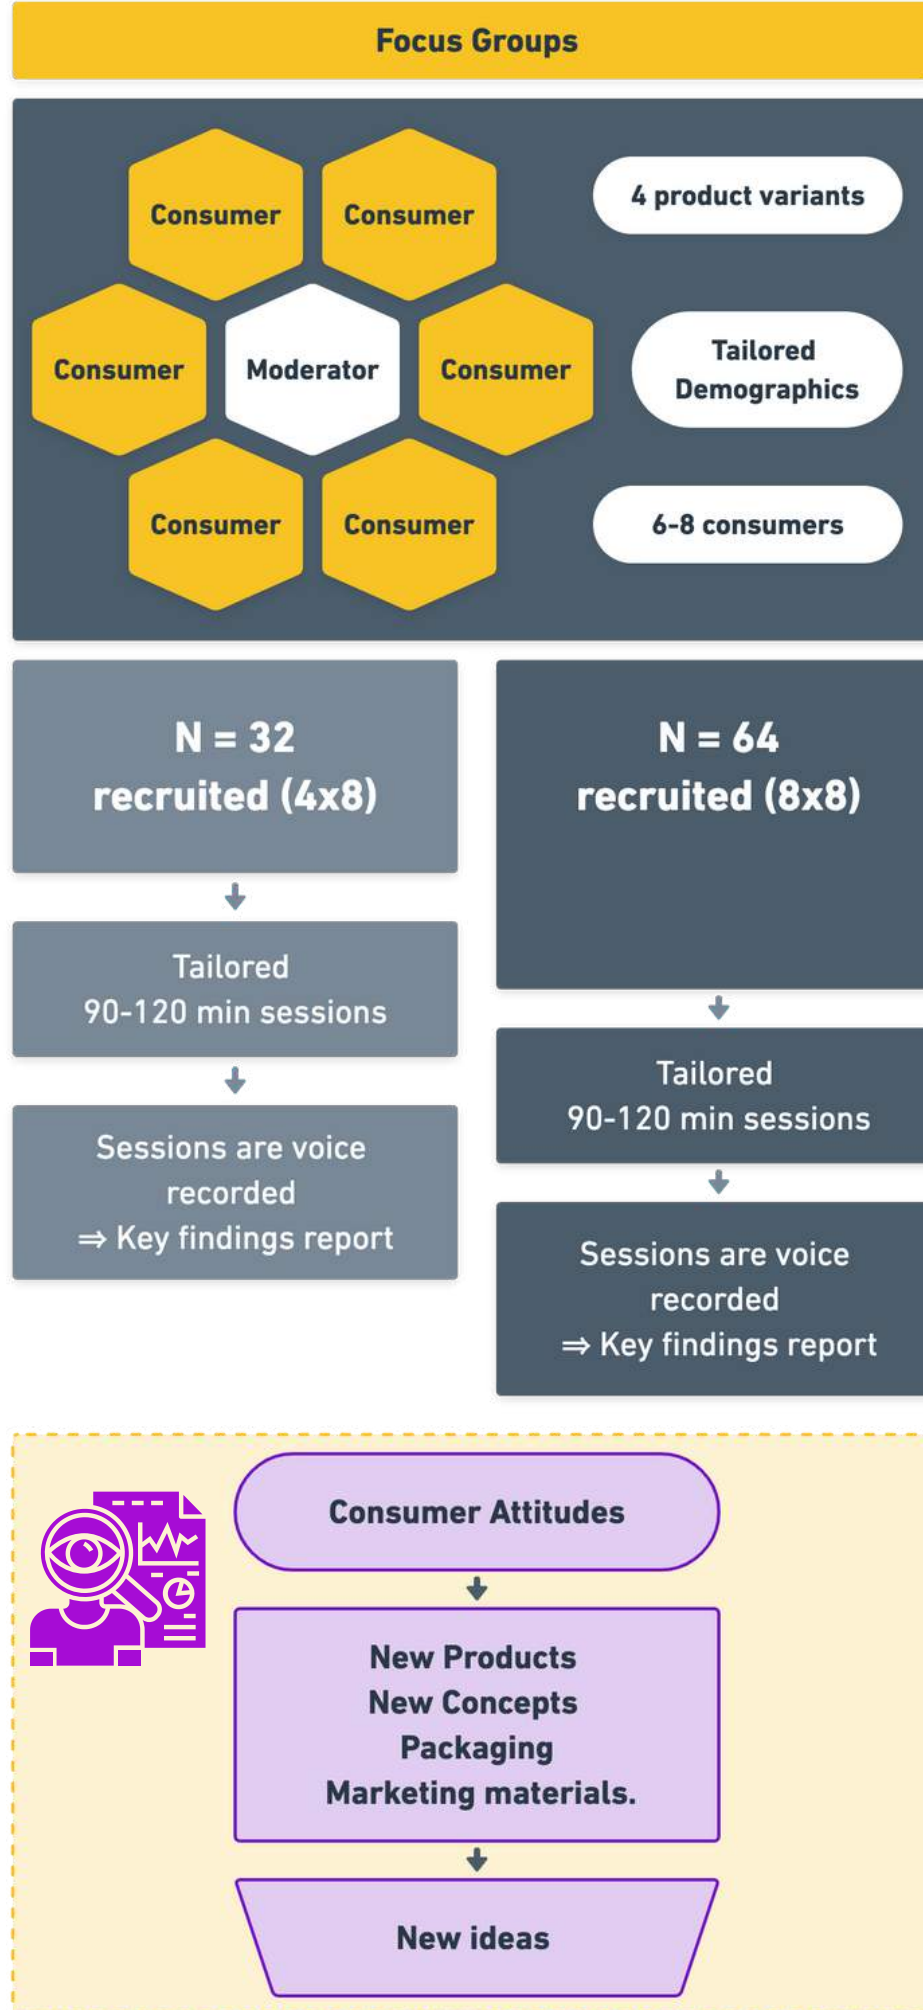 Focus Groups
Consumer
Consumer
4 product variants
Consumer
Moderator
Consumer
Tailored
Demographics
Consumer
Consumer
6-8 consumers
N = 32
recruited (4x8)
Tailored
90-120 min sessions
Sessions are voice
recorded
⇒ Key findings report
N = 64
recruited (8x8)
Tailored
90-120 min sessions
Sessions are voice
recorded
⇒ Key findings report
Consumer Attitudes
New Products
New Concepts
Packaging
Marketing materials.
New ideas